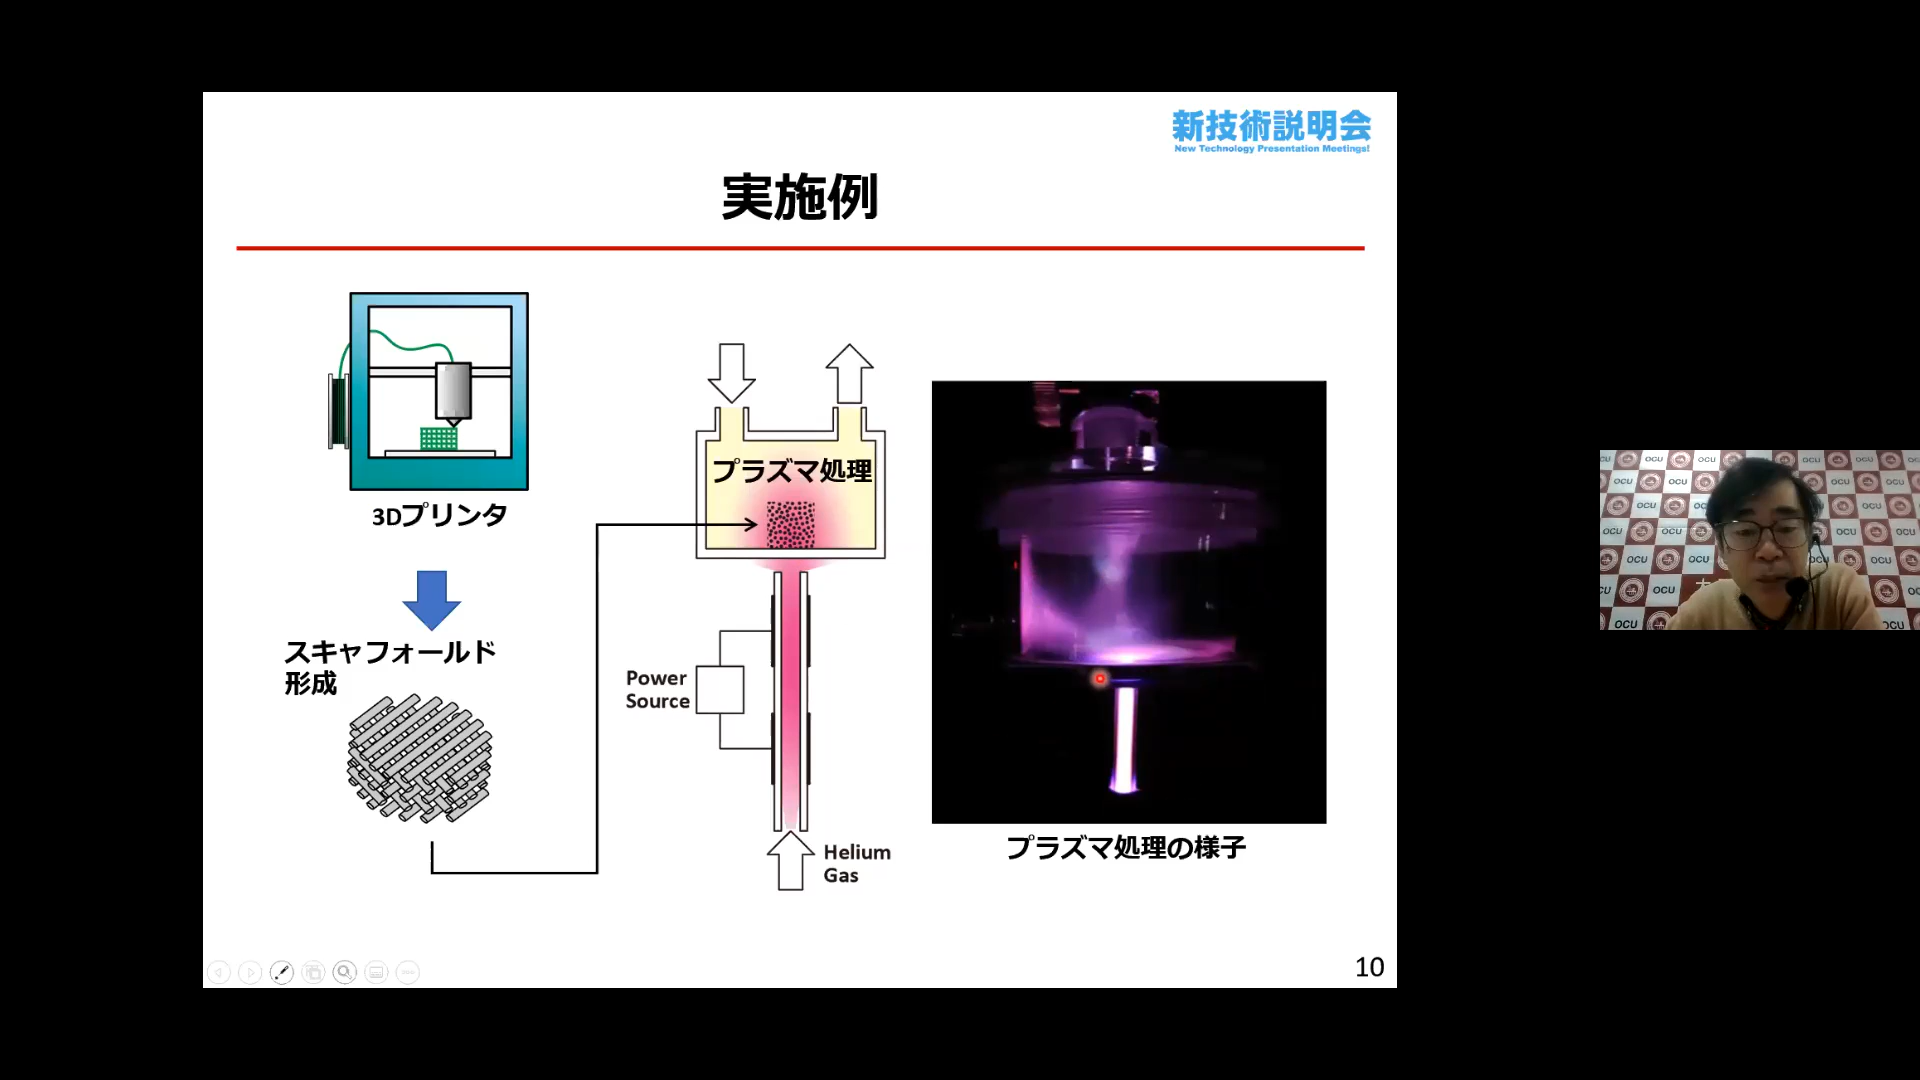 新技術説明会
New Technology Presentation Meetings!
実施例
3Dプリンタ
スキャフォールド
形成
プラズマ処理
Power
Source
Helium
Gas
プラズマ処理の様子
10
OCU